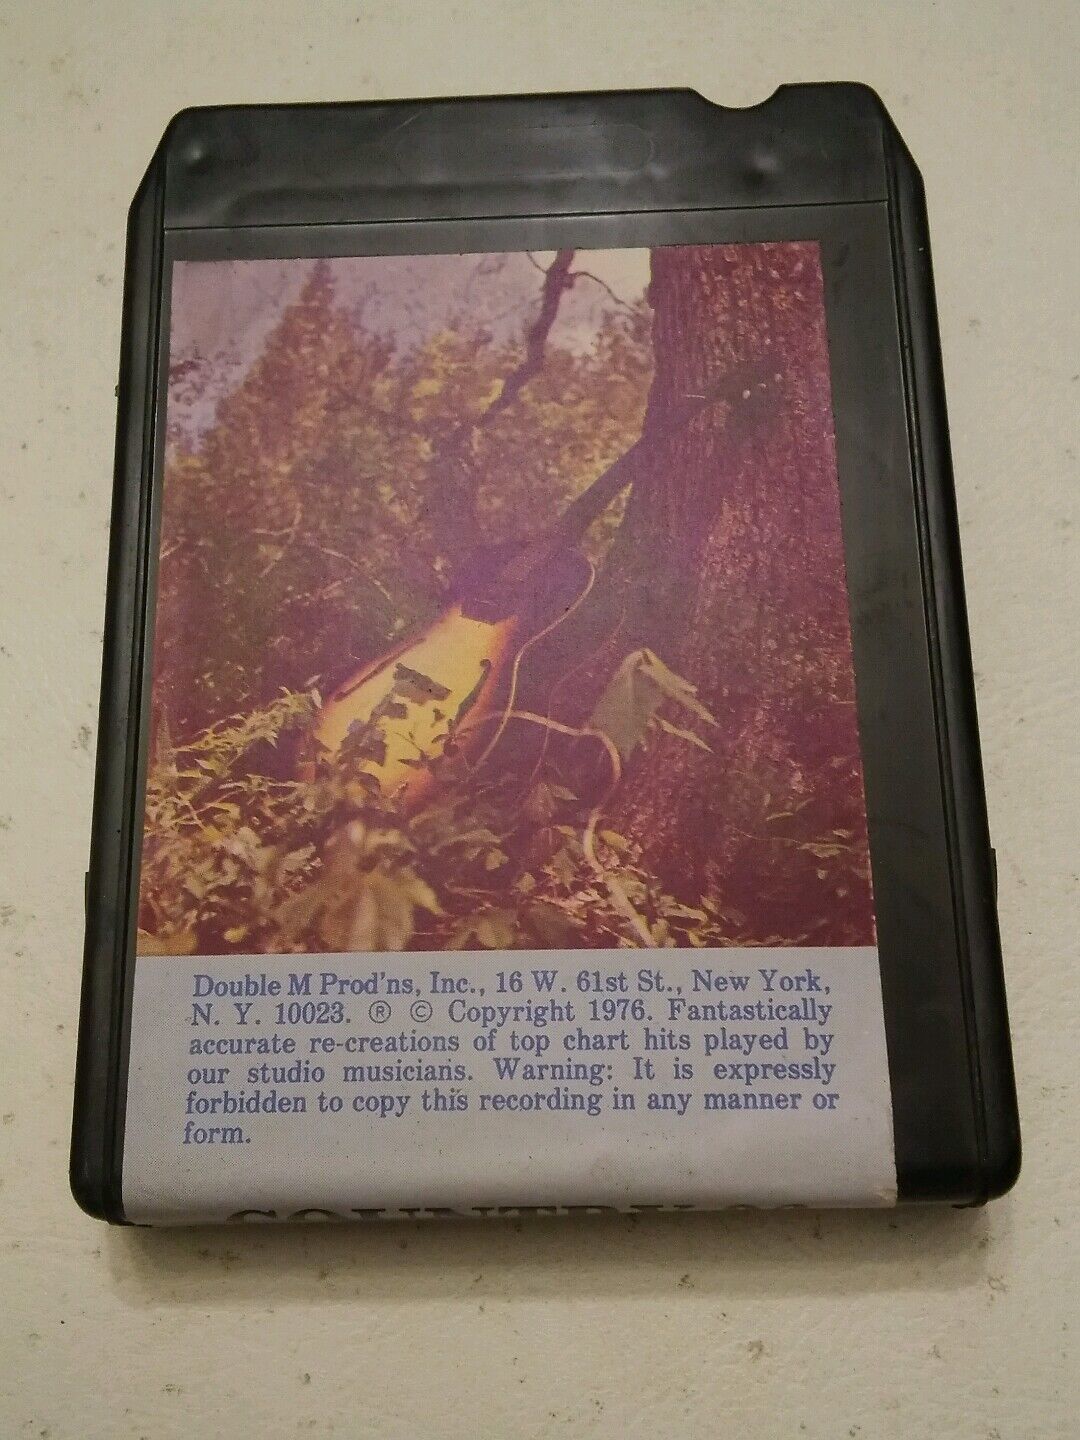 Double M Prod'ns, Inc., 16 W. 61st St., New York,
N. Y. 10023. ® © Copyright 1976. Fantastically
accurate re-creations of top chart hits played by
our studio musicians. Warning: It is expressly
forbidden to copy this recording in any manner or
form.
COUNTRY